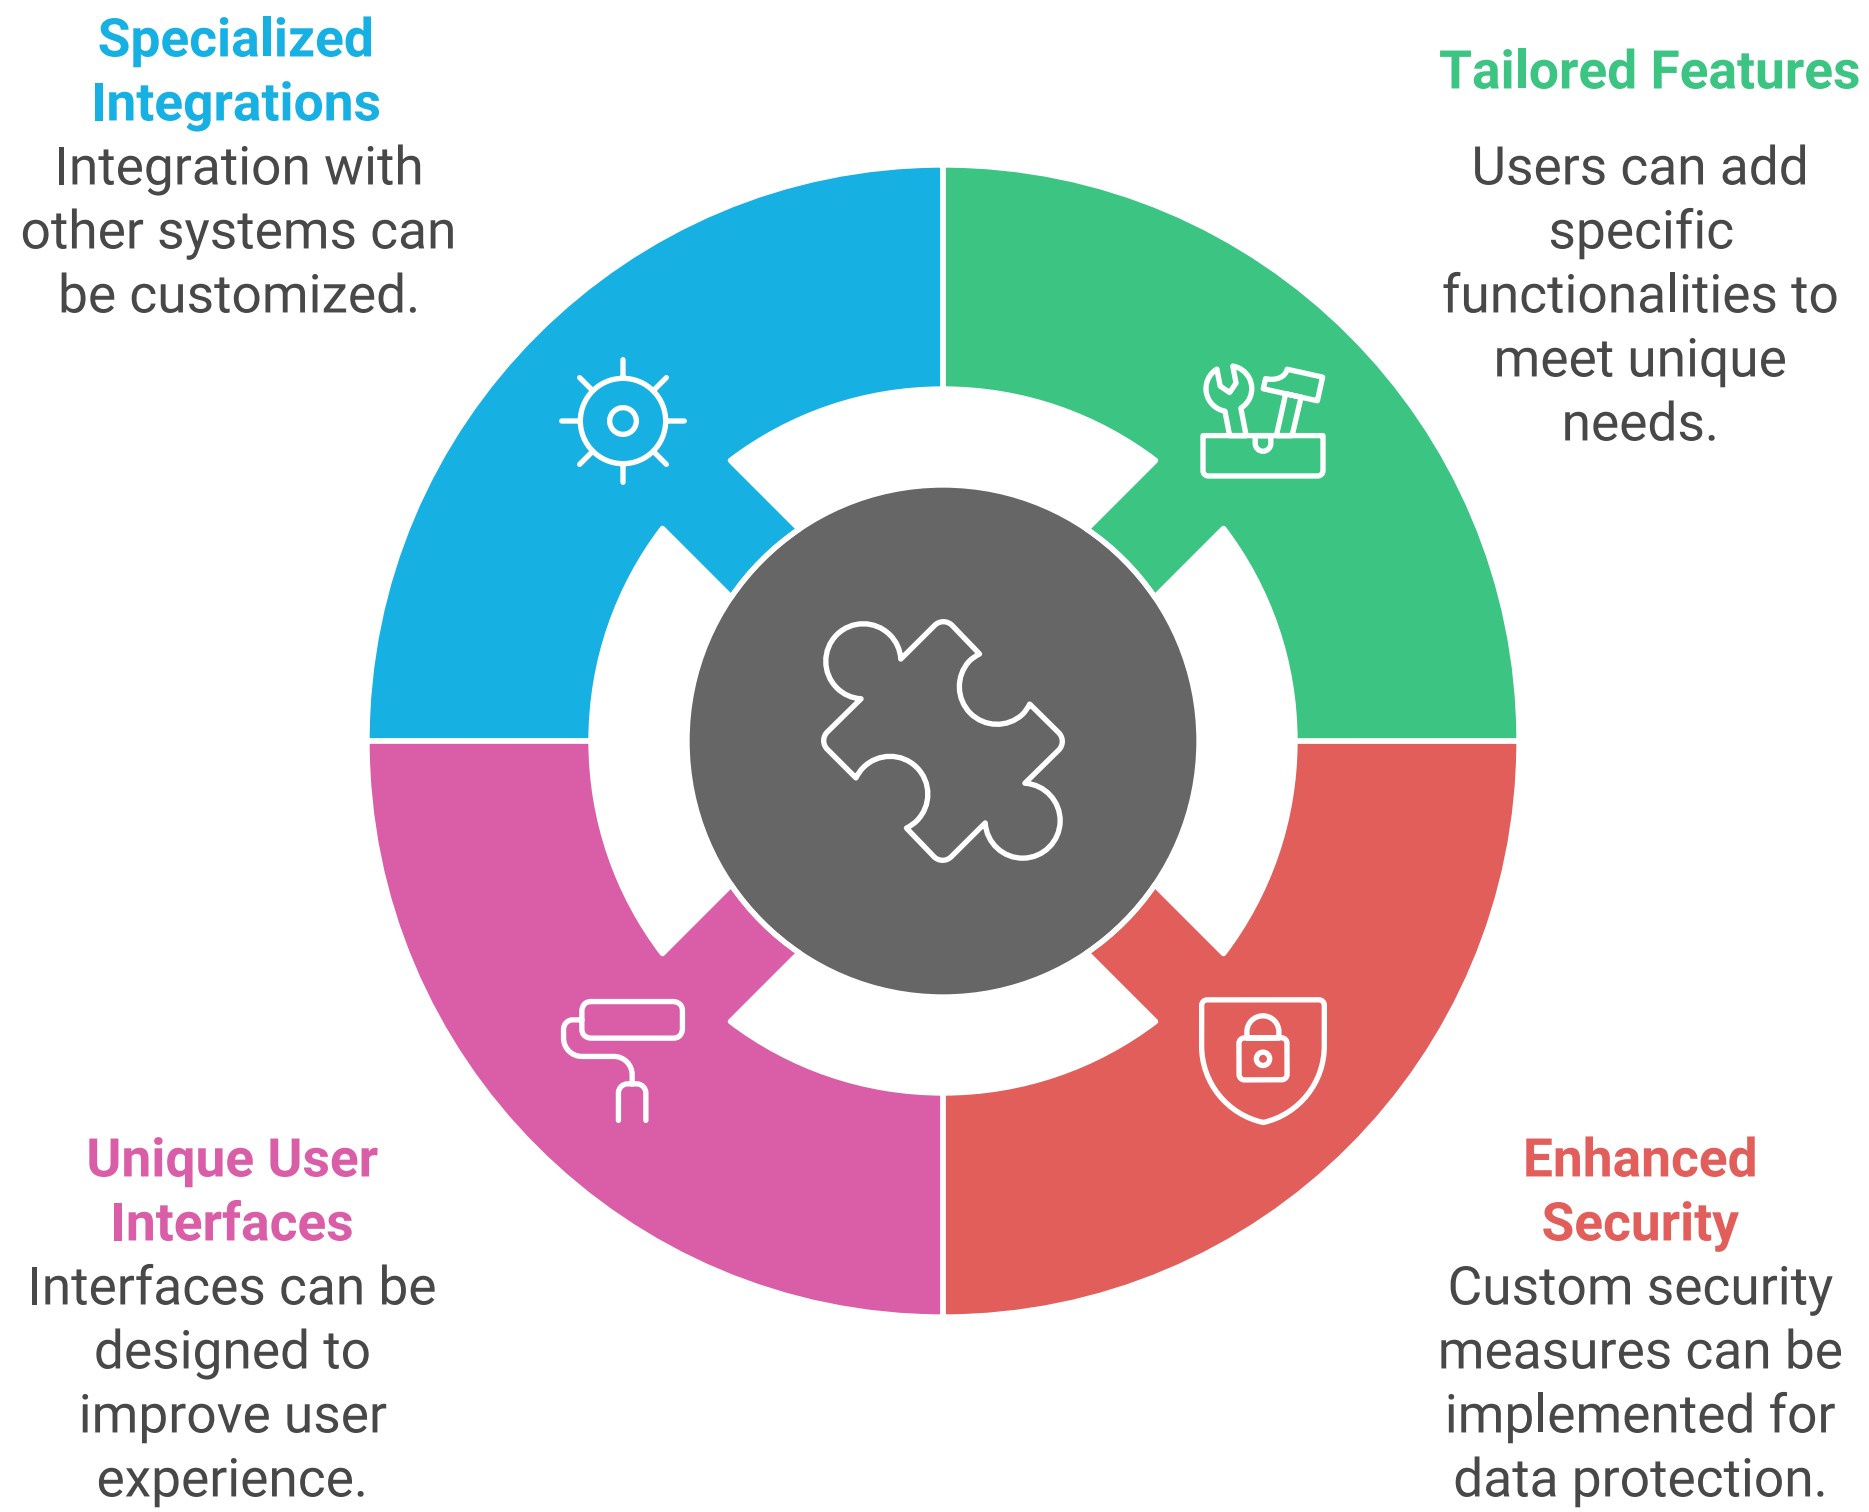 Specialized
Integrations
Integration with
other systems can
be customized.
Tailored Features
Users can add
specific
functionalities to
meet unique
needs.
Unique User
Interfaces
Interfaces can be
designed to
improve user
experience.
Enhanced
Security
Custom security
measures can be
implemented for
data protection.